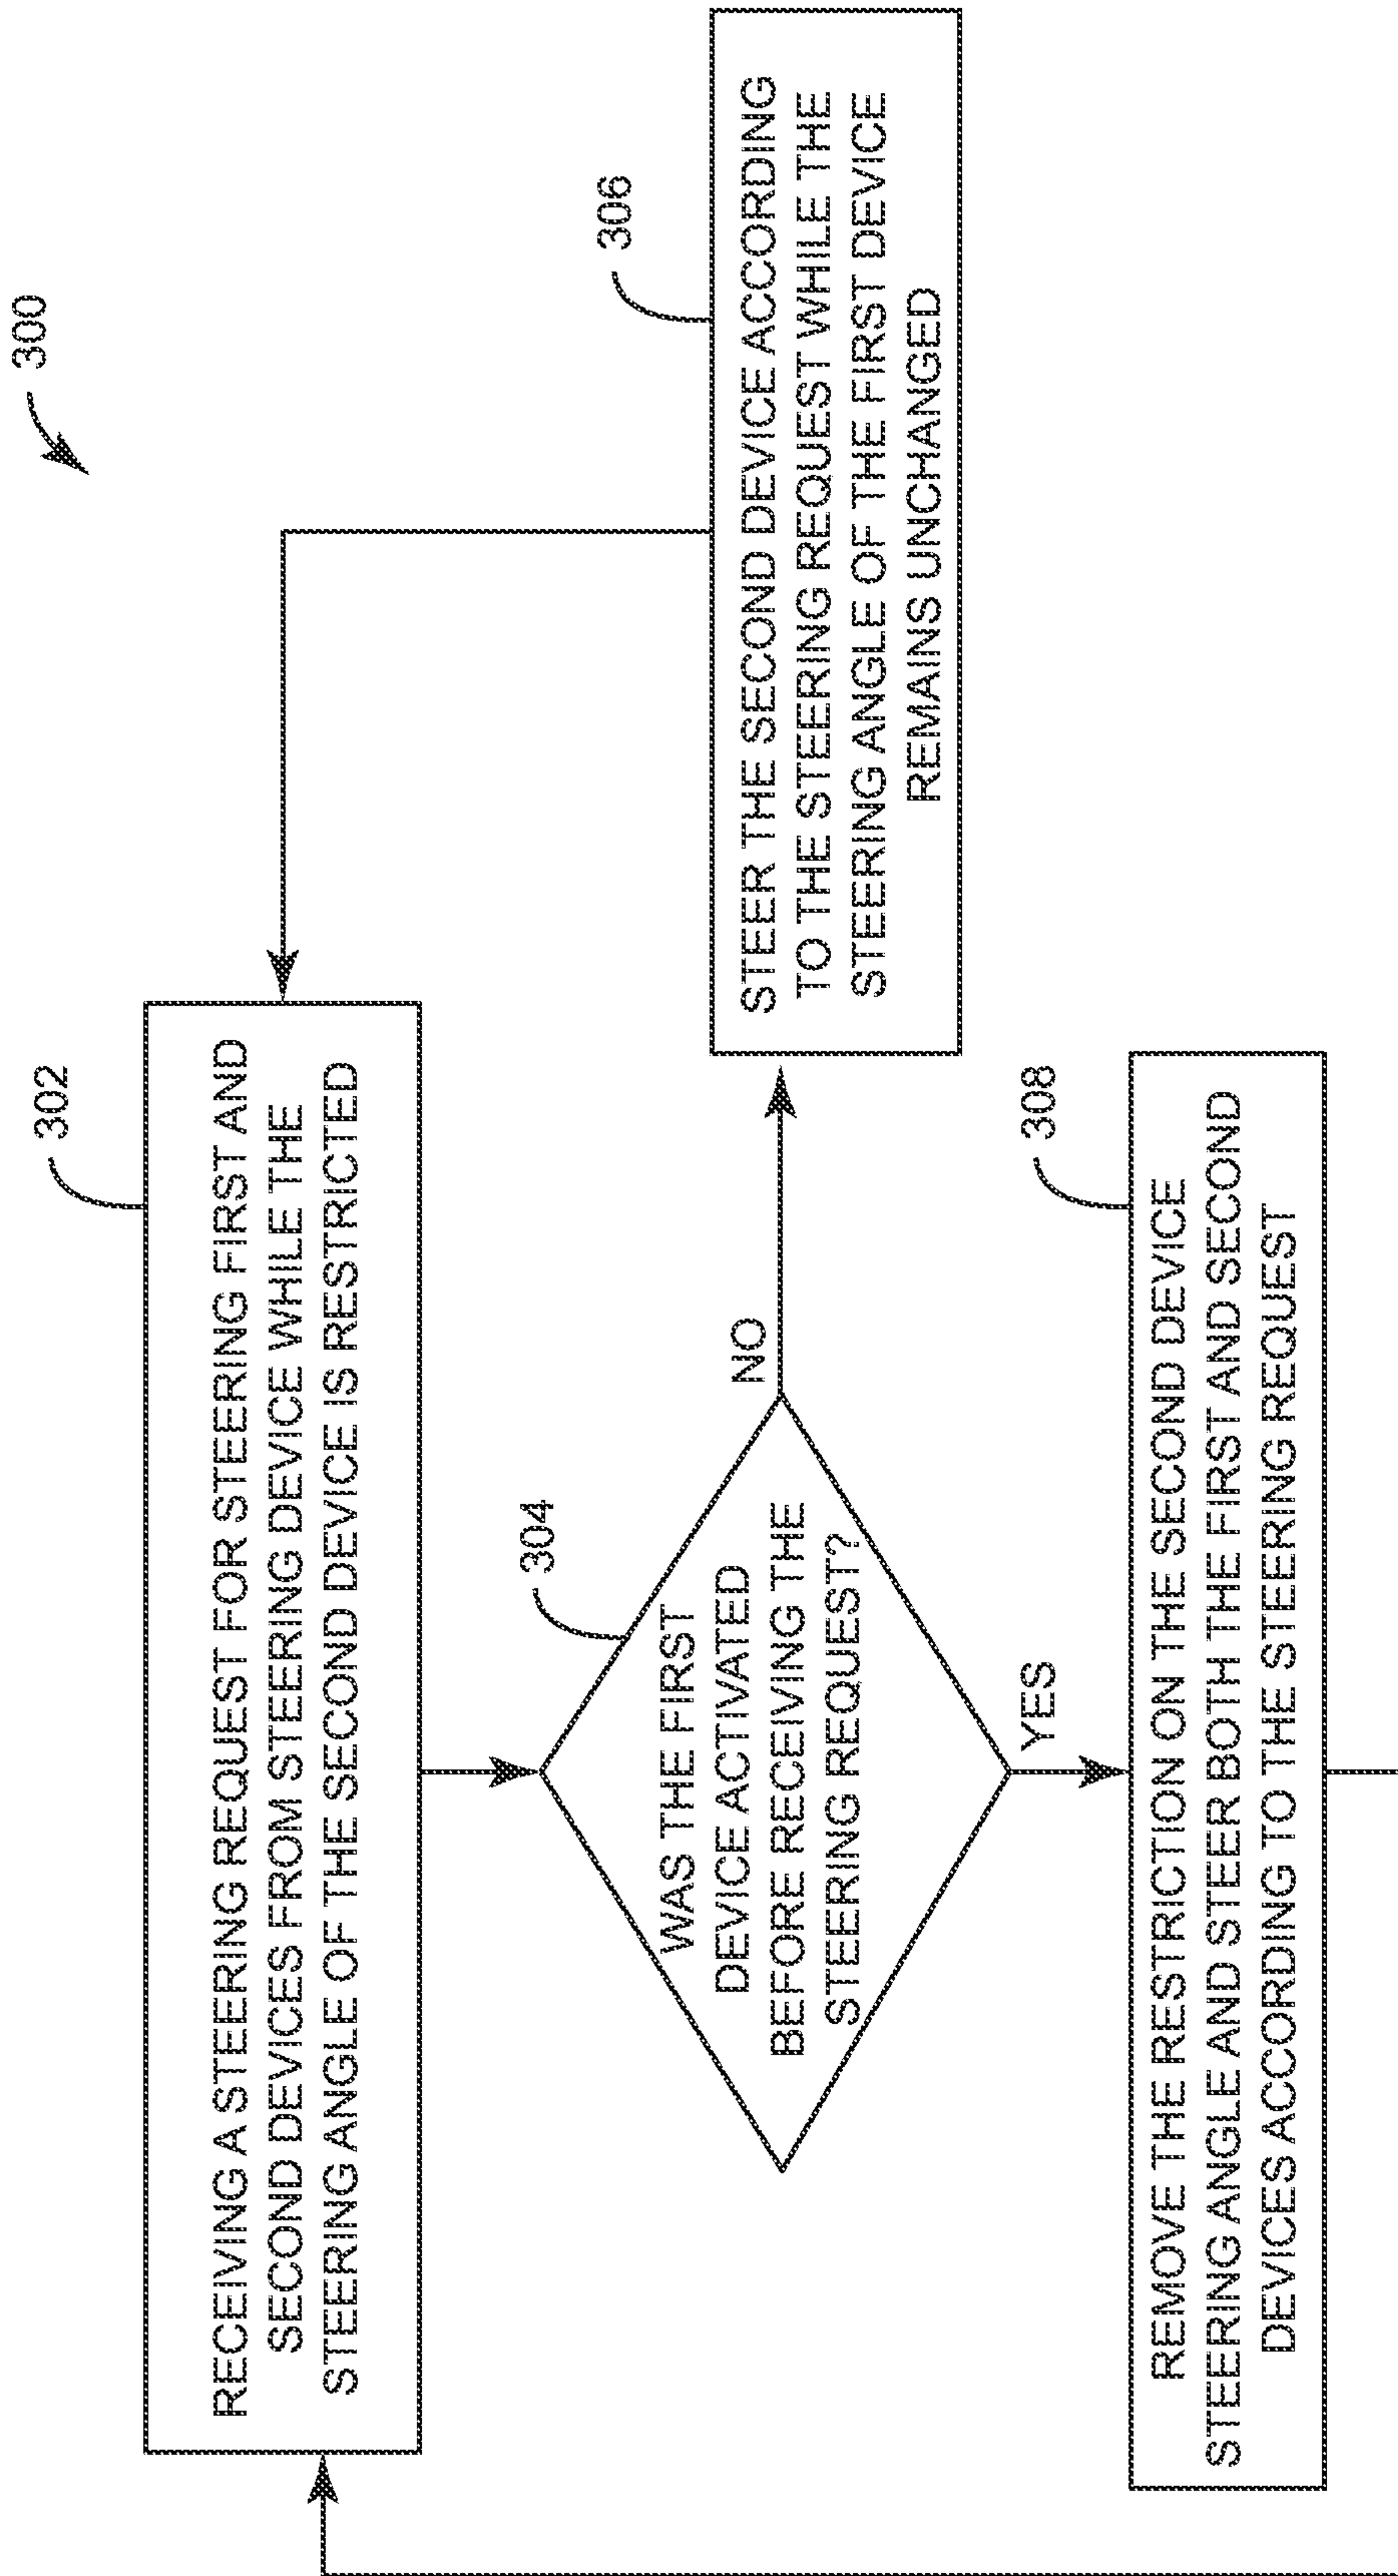 300
302
RECEIVING A STEERING REQUEST FOR STEERING FIRST AND
SECOND DEVICES FROM STEERING DEVICE WHILE THE
STEERING ANGLE OF THE SECOND DEVICE IS RESTRICTED
304
WAS THE FIRST
DEVICE ACTIVATED
BEFORE RECEIVING THE
STEERING REQUEST?
NO
306
STEER THE SECOND DEVICE ACCORDING
TO THE STEERING REQUEST WHILE THE
STEERING ANGLE OF THE FIRST DEVICE
REMAINS UNCHANGED
YES
308
REMOVE THE RESTRICTION ON THE SECOND DEVICE
STEERING ANGLE AND STEER BOTH THE FIRST AND SECOND
DEVICES ACCORDING TO THE STEERING REQUEST